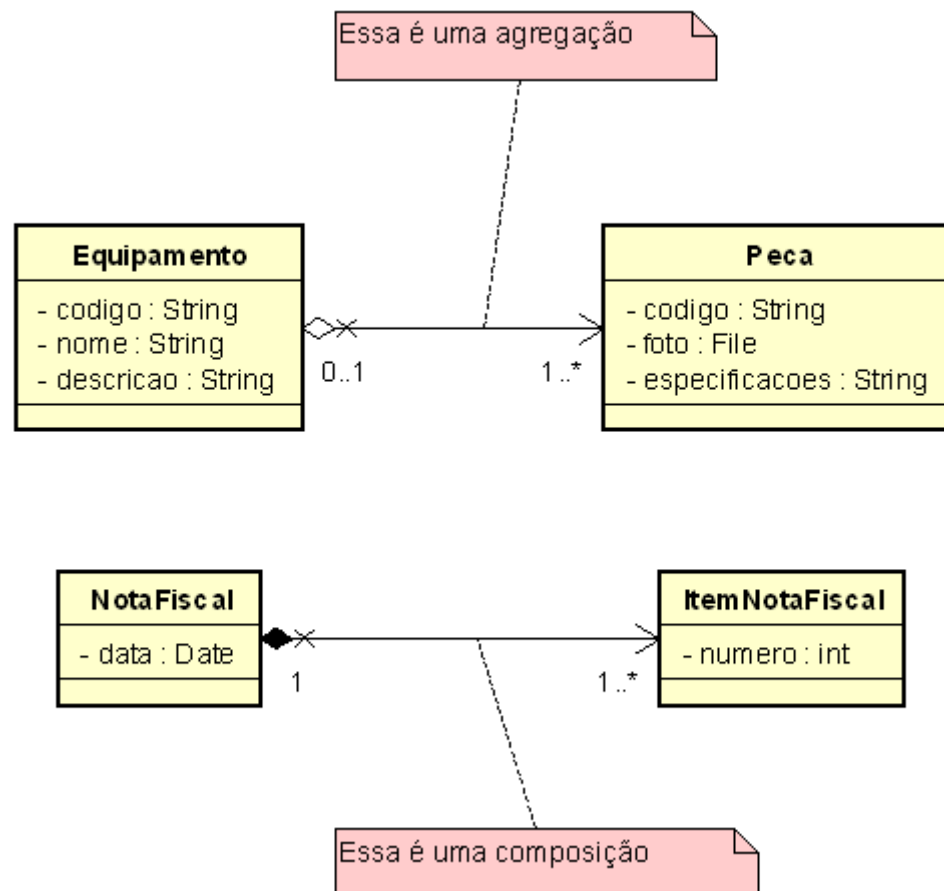 Essa é uma agregação
Equipamento
- codigo : String
- nome : String
- descricao : String
0..1
1..*
Peca
- codigo : String
- foto : File
- especificacoes : String
NotaFiscal
- data : Date
1
1..*
ItemNotaFiscal
- numero : int
Essa é uma composição